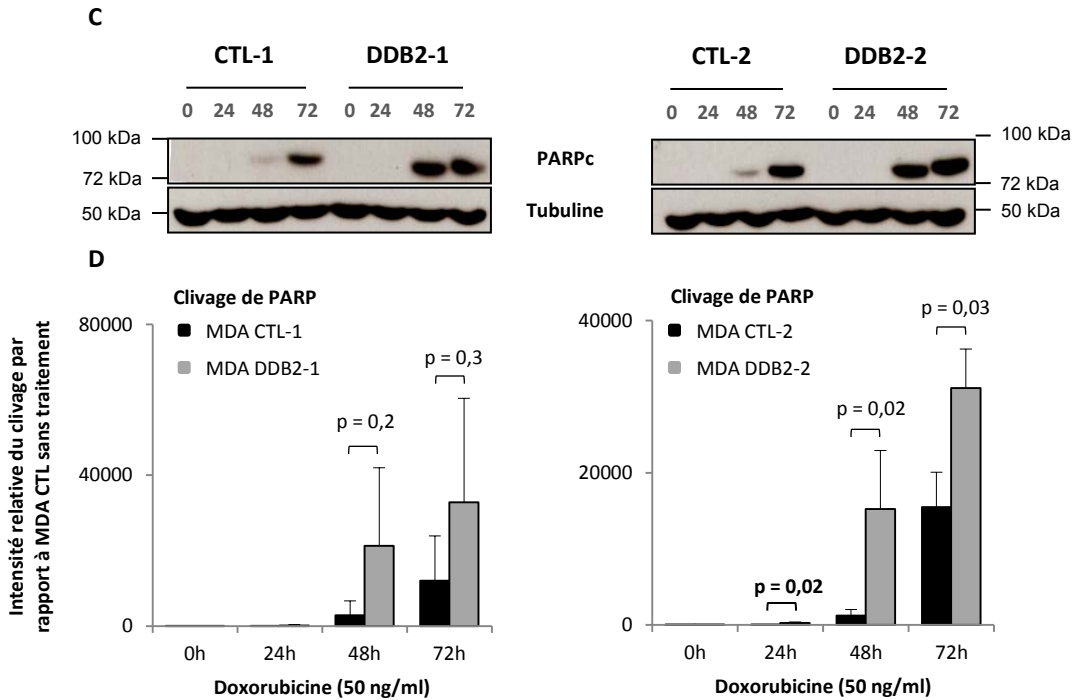 C
CTL-1 DDB2-1
0 24 48 72 0 24 48 72
100 kDa
72 kDa
50 kDa
PARPc
Tubuline
CTL-2 DDB2-2
0 24 48 72 0 24 48 72
100 kDa
72 kDa
50 kDa
D
Intensité relative du clivage par
rapport à MDA CTL sans traitement
Clivage de PARP
MDA CTL-1
MDA DDB2-1
80000
40000
0
p = 0,2
p = 0,3
0h 24h 48h 72h
Doxorubicine (50 ng/ml)
Clivage de PARP
MDA CTL-2
MDA DDB2-2
40000
20000
0
p = 0,02
p = 0,02
p = 0,03
0h 24h 48h 72h
Doxorubicine (50 ng/ml)